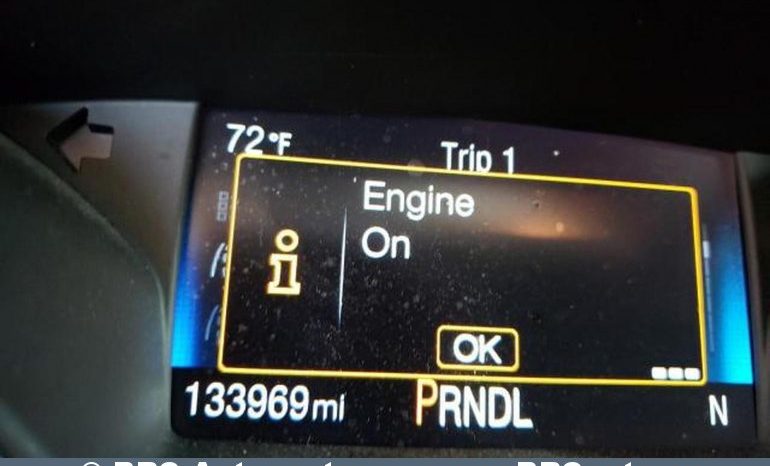 72°F
Trip 1
Engine
On
i
OK
133969mi
PRNDL
N